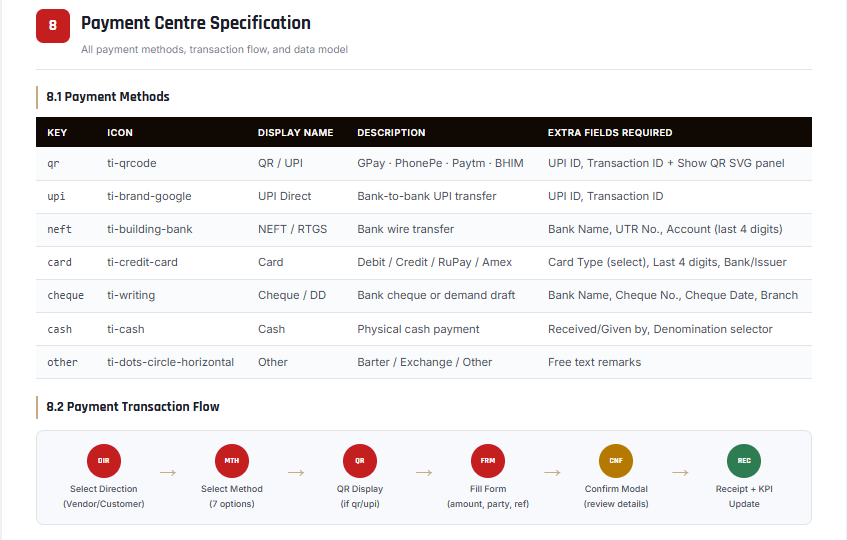 8 Payment Centre Specification
All payment methods, transaction flow, and data model
8.1 Payment Methods
KEY ICON DISPLAY NAME DESCRIPTION EXTRA FIELDS REQUIRED
qr ti-qrcode QR / UPI GPay · PhonePe · Paytm · BHIM UPI ID, Transaction ID + Show QR SVG panel
upi ti-brand-google UPI Direct Bank-to-bank UPI transfer UPI ID, Transaction ID
neft ti-building-bank NEFT / RTGS Bank wire transfer Bank Name, UTR No., Account (last 4 digits)
card ti-credit-card Card Debit / Credit / RuPay / Amex Card Type (select), Last 4 digits, Bank/Issuer
cheque ti-writing Cheque / DD Bank cheque or demand draft Bank Name, Cheque No., Cheque Date, Branch
cash ti-cash Cash Physical cash payment Received/Given by, Denomination selector
other ti-dots-circle-horizontal Other Barter / Exchange / Other Free text remarks
8.2 Payment Transaction Flow
DIR → MTH → QR → FRM → CNF → REC
Select Direction Select Method QR Display Fill Form Confirm Modal Receipt + KPI
(Vendor/Customer) (7 options) (if qr/upi) (amount, party, ref) (review details) Update